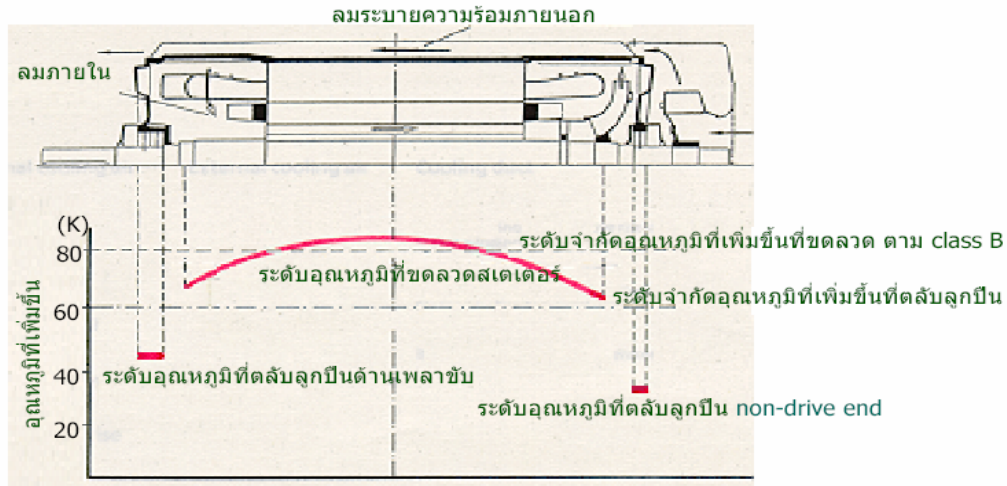 ลมระบายความร้อมภายนอก
ลมภายใน
(K)
80
60
40
20
อุณหภูมิที่เพิ่มขึ้น
ระดับจำกัดอุณหภูมิที่เพิ่มขึ้นที่ขดลวด ตาม class B
ระดับอุณหภูมิที่ขดลวดสเตเตอร์
ระดับจำกัดอุณหภูมิที่เพิ่มขึ้นที่ตลับลูกปืน
ระดับอุณหภูมิที่ตลับลูกปืนด้านเพลาขับ
ระดับอุณหภูมิที่ตลับลูกปืน non-drive end